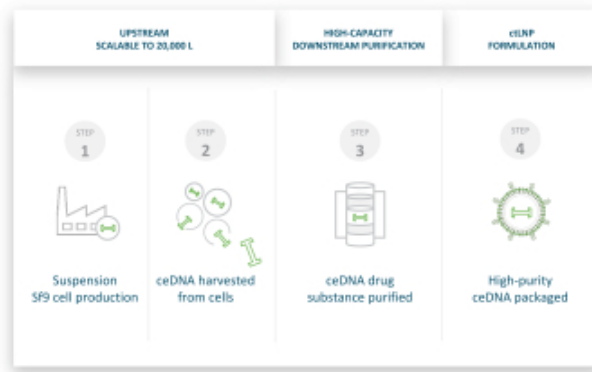 UPSTREAM
SCALABLE TO 20,000 L
HIGH-CAPACITY
DOWNSTREAM PURIFICATION
ctLNP
FORMULATION
STEP
1
STEP
2
STEP
3
STEP
4
Suspension
Sf9 cell production
ceDNA harvested
from cells
ceDNA drug
substance purified
High-purity
ceDNA packaged